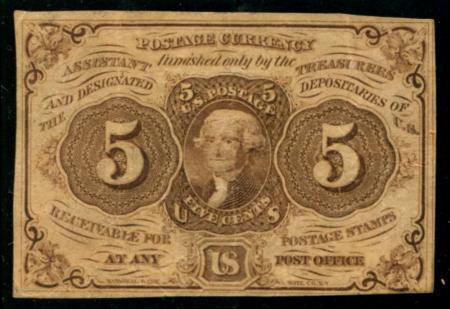 POSTAGE CURRENCY
furnished only by the
ASSISTANT TREASURERS
AND DESIGNATED DEPOSITARIES OF
THE U.S.
5 5
U.S. POSTAGE
5 5
FIVE CENTS
U S
RECEIVABLE FOR POSTAGE STAMPS
AT ANY US POST OFFICE